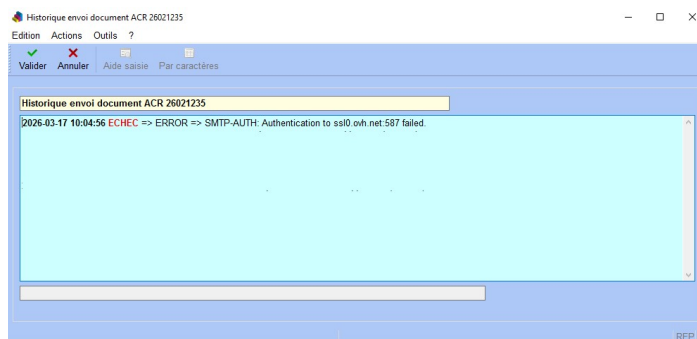 Historique envoi document ACR 26021235
Edition Actions Outils ?
Valider Annuler Aide saisie Par caractères
Historique envoi document ACR 26021235
2026-03-17 10:04:56 ECHEC => ERROR => SMTP-AUTH: Authentication to ssl0.ovh.net:587 failed.
RFP